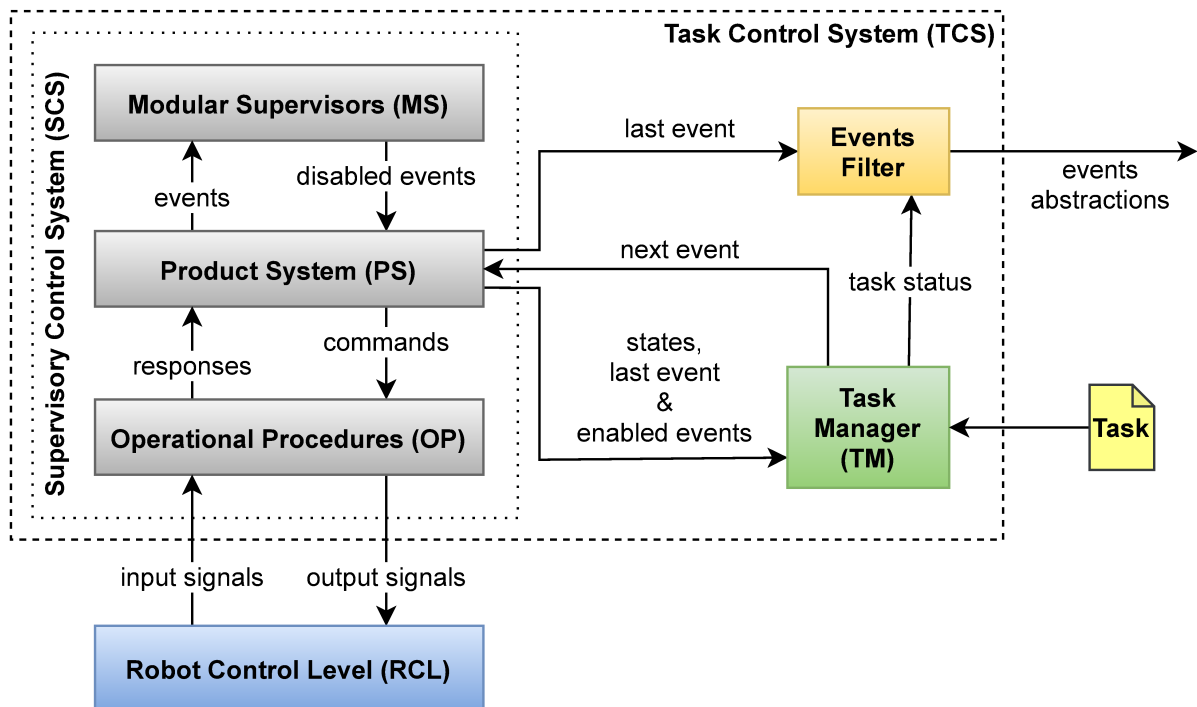 Task Control System (TCS)
Supervisory Control System (SCS)
Modular Supervisors (MS)
events
disabled events
Product System (PS)
responses
commands
Operational Procedures (OP)
input signals
output signals
Robot Control Level (RCL)
last event
Events
Filter
events
abstractions
next event
task status
states,
last event
&
enabled events
Task
Manager
(TM)
Task